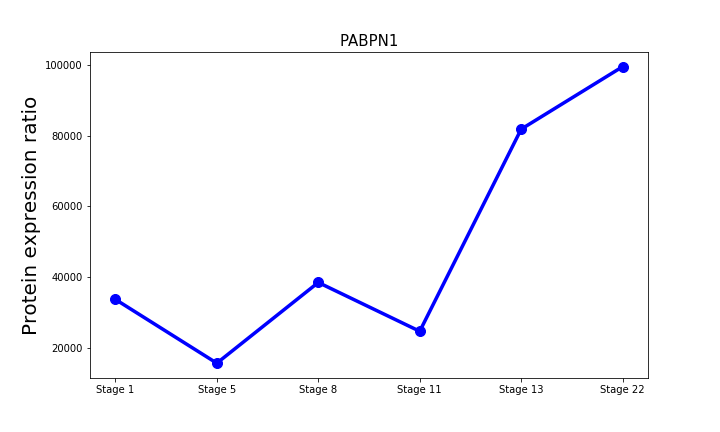 PABPN1
Protein expression ratio
100000
80000
60000
40000
20000
Stage 1 Stage 5 Stage 8 Stage 11 Stage 13 Stage 22